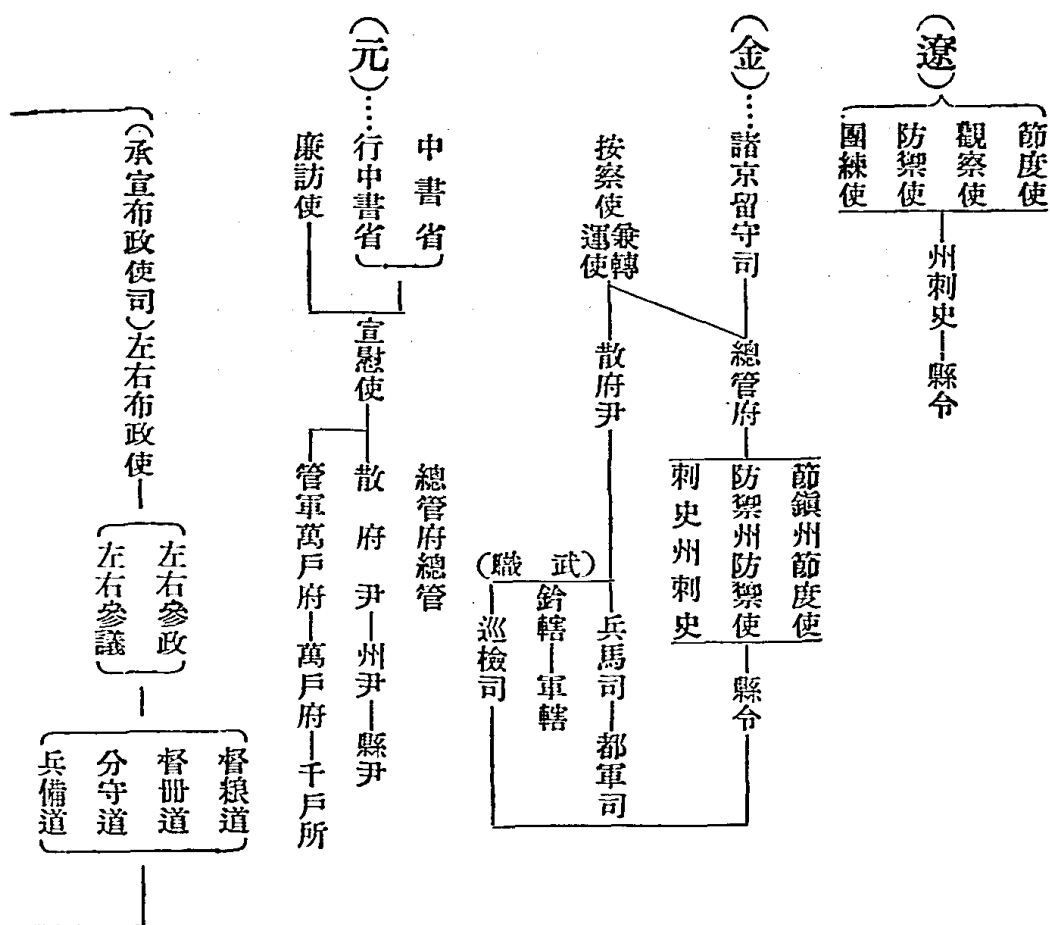 （遼）
節度使
觀察使
防禦使
團練使
州刺史
縣令
（金）
諸京留守司
總管府
節鎮州節度使
防禦州防禦使
刺史州刺史
縣令
按察使兼轉運使
散府尹
（武職）
兵馬司
都軍司
鈐轄
軍轄
巡檢司
（元）
中書省
行中書省
廉訪使
宣慰使
總管府總管
散府尹
州尹
縣尹
管軍萬戶府
萬戶府
千戶所
（承宣布政使司）左右布政使
左右參政
左右參議
督粮道
督冊道
分守道
兵備道